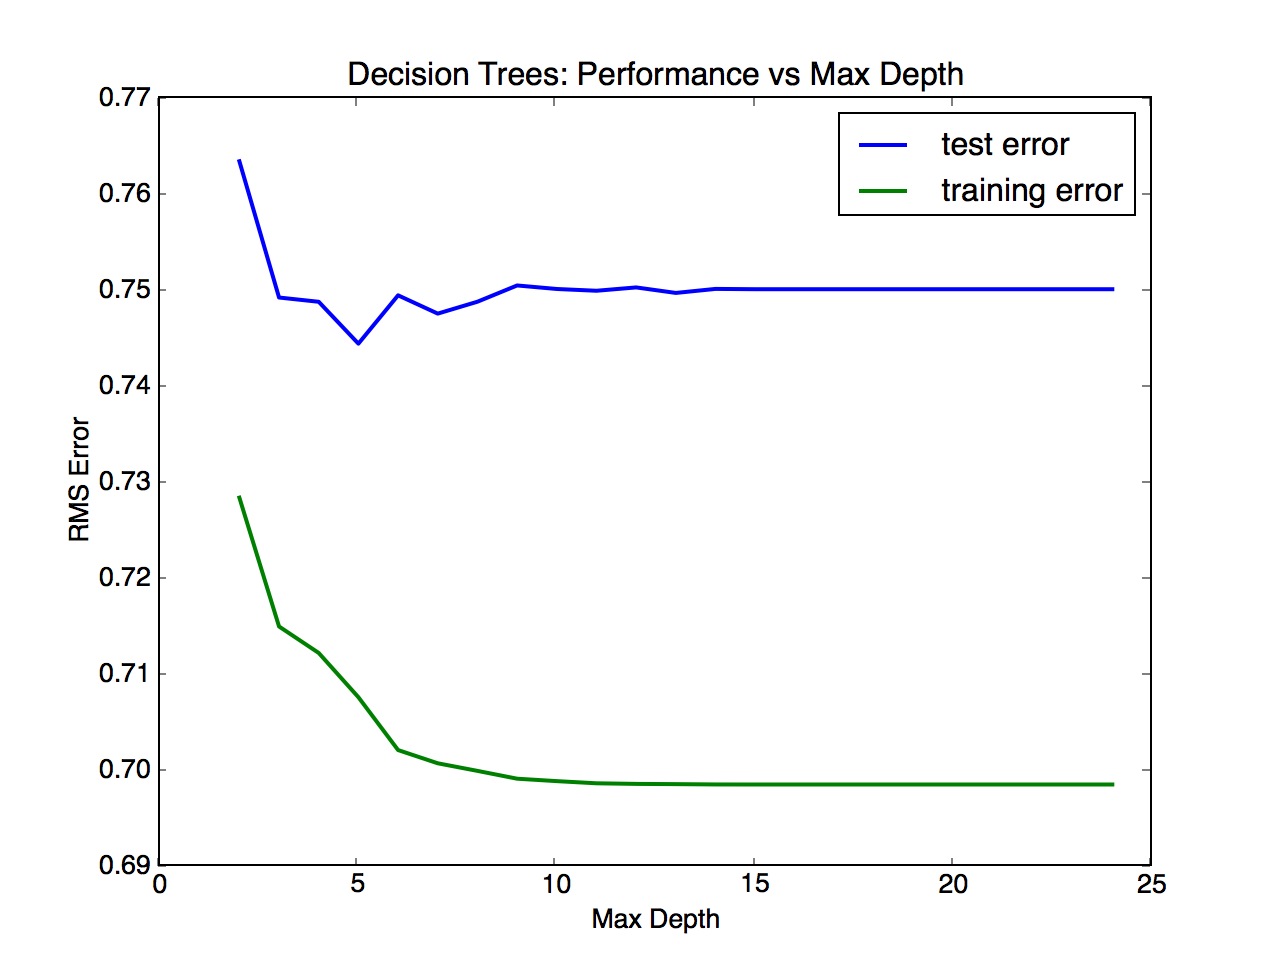 Decision Trees: Performance vs Max Depth
0.77
0.76
0.75
0.74
0.73
0.72
0.71
0.70
0.69
RMS Error
test error
training error
0 5 10 15 20 25
Max Depth